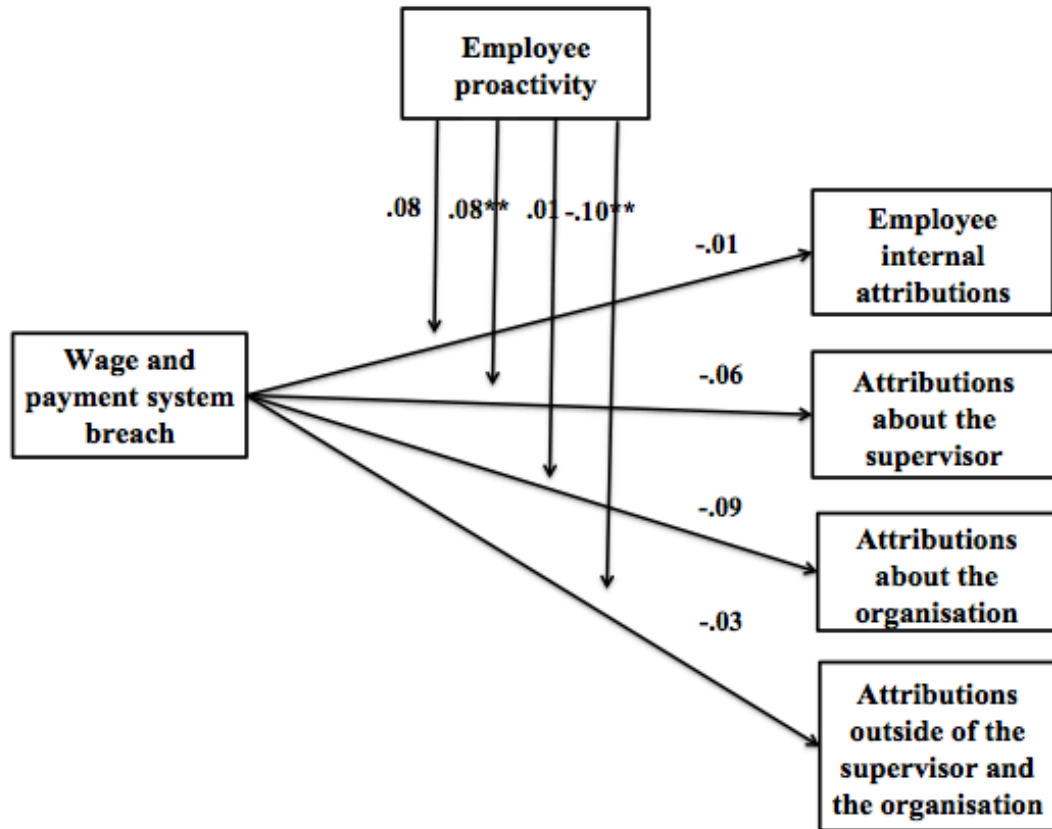 Employee
proactivity
.08
.08**
.01
-.10**
-.01
Employee
internal
attributions
Wage and
payment system
breach
-.06
Attributions
about the
supervisor
-.09
Attributions
about the
organisation
-.03
Attributions
outside of the
supervisor and
the organisation